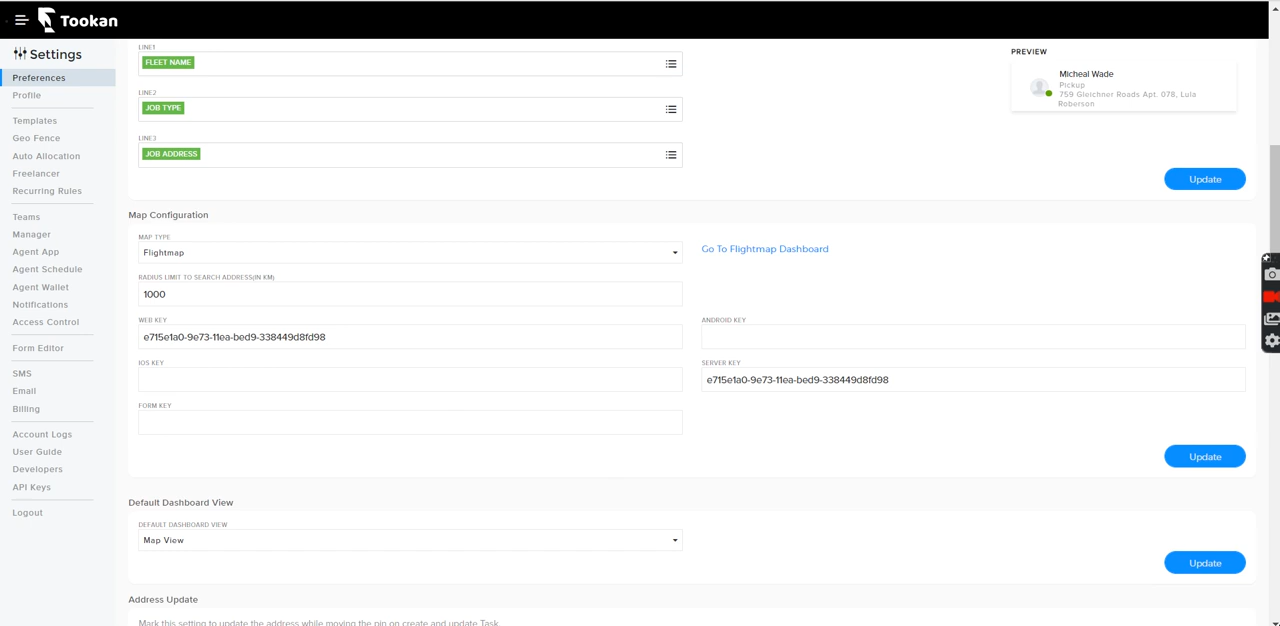 Tookan
Settings
Preferences
Profile
Templates
Geo Fence
Auto Allocation
Freelancer
Recurring Rules
Teams
Manager
Agent App
Agent Schedule
Agent Wallet
Notifications
Access Control
Form Editor
SMS
Email
Billing
Account Logs
User Guide
Developers
API Keys
Logout
LINE1
FLEET NAME
LINE2
JOB TYPE
LINE3
JOB ADDRESS
PREVIEW
Micheal Wade
Pickup
759 Gleichner Roads Apt. 078, Lula
Roberson
Update
Map Configuration
MAP TYPE
Flightmap
Go To Flightmap Dashboard
RADIUS LIMIT TO SEARCH ADDRESS(IN KM)
1000
WEB KEY
e715e1a0-9e73-11ea-bed9-338449d8fd98
ANDROID KEY
IOS KEY
SERVER KEY
e715e1a0-9e73-11ea-bed9-338449d8fd98
FORM KEY
Update
Default Dashboard View
DEFAULT DASHBOARD VIEW
Map View
Update
Address Update
Mark this setting to update the address while moving the pin on create and update Task.